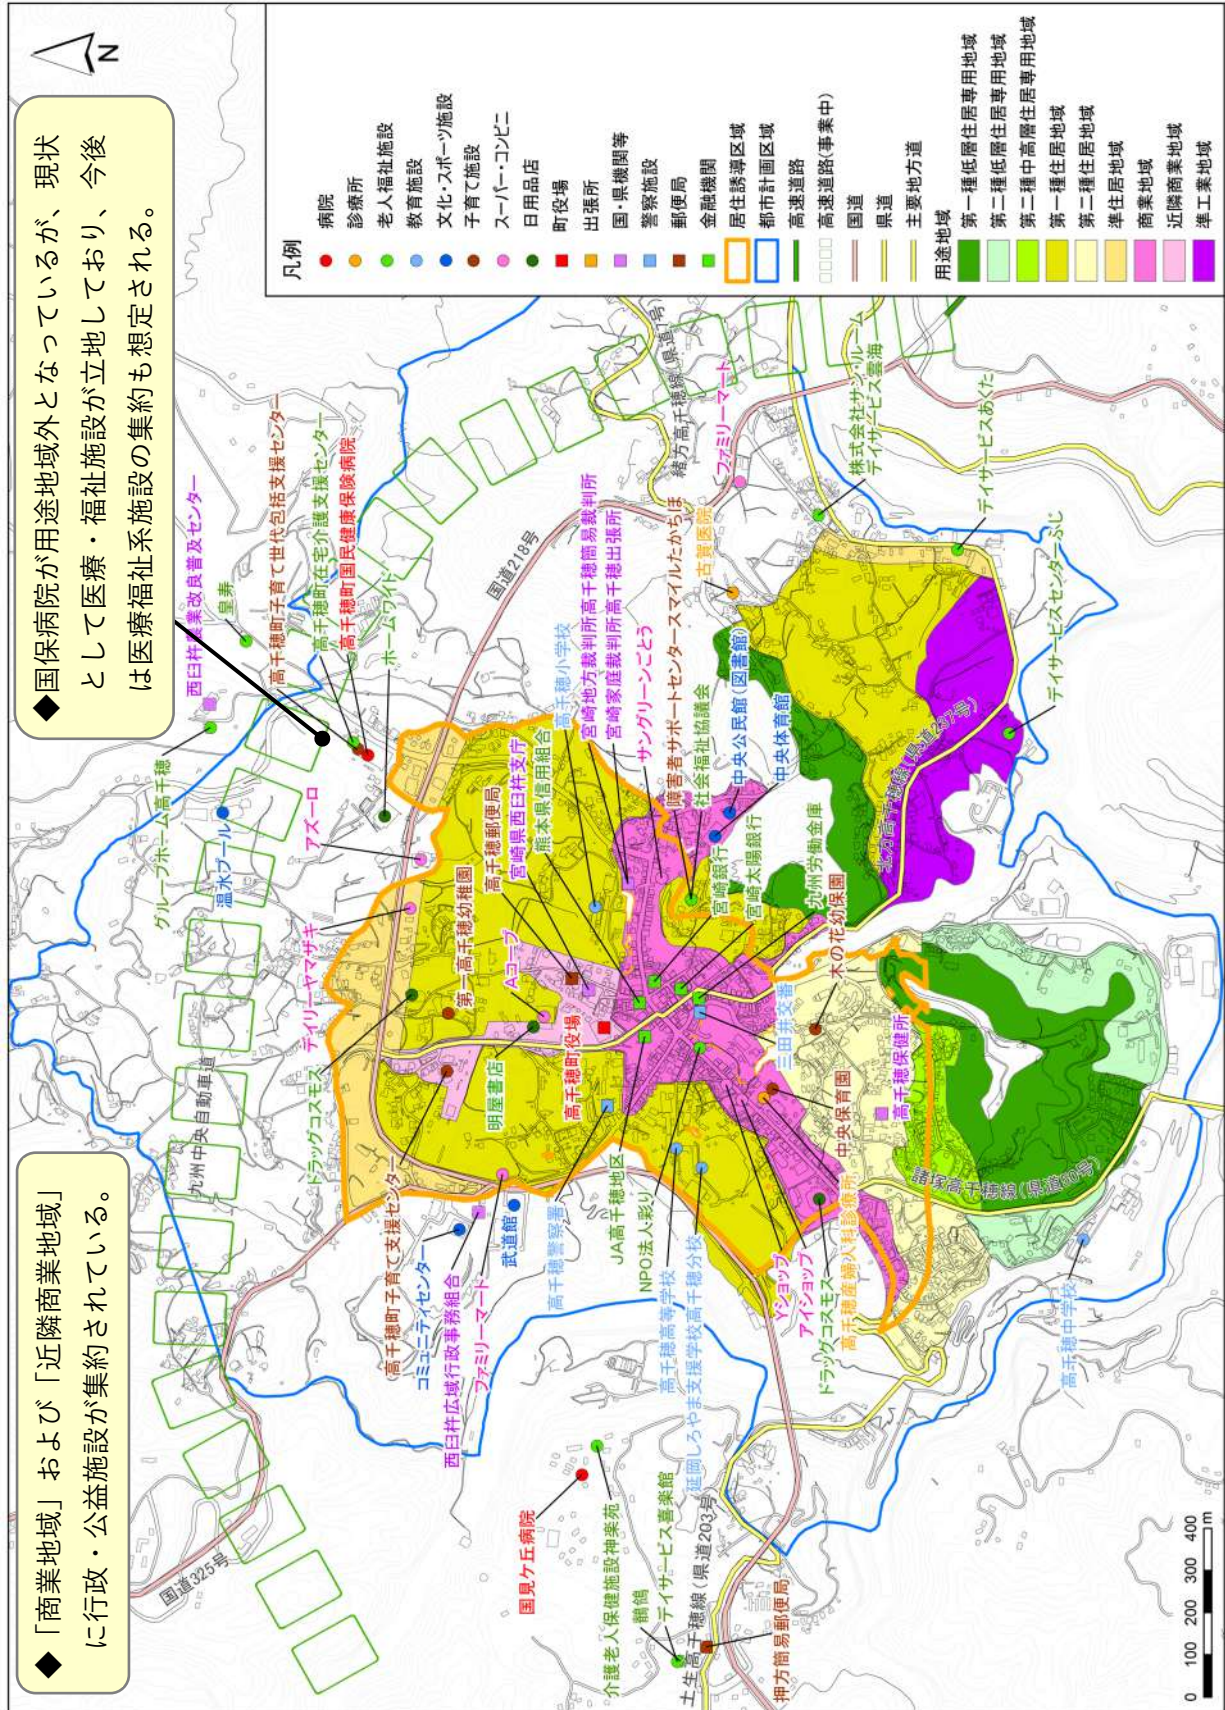 ◆「商業地域」および「近隣商業地域」
に行政・公益施設が集約されている。
◆国保病院が用途地域外となっているが、現状
として医療・福祉施設が立地しており、今後
は医療福祉系施設の集約も想定される。
N
凡例
病院
診療所
老人福祉施設
教育施設
文化・スポーツ施設
子育て施設
スーパー・コンビニ
日用品店
町役場
出張所
国・県機関等
警察施設
郵便局
金融機関
居住誘導区域
都市計画区域
高速道路
高速道路(事業中)
国道
県道
主要地方道
用途地域
第一種低層住居専用地域
第二種低層住居専用地域
第二種中高層住居専用地域
第一種住居地域
第二種住居地域
準住居地域
商業地域
近隣商業地域
準工業地域
国道325号
九州中央自動車道
グループホーム高千穂
温水プール
西臼杵農業改良普及センター
皇寿
高千穂町子育て世代包括支援センター
高千穂町在宅介護支援センター
高千穂町国民健康保険病院
ホームワイド
アズーロ
デイリーヤマザキ
ドラッグコスモス
国道218号
緒方高千穂線(県道7号)
ファミリーマート
第一高千穂幼稚園
Aコープ
高千穂郵便局
宮崎県西臼杵支庁
熊本県信用組合
高千穂小学校
宮崎地方裁判所高千穂簡易裁判所
宮崎家庭裁判所高千穂出張所
サングリーンごとう
障害者サポートセンタースマイルたかちほ
社会福祉協議会
古賀医院
中央公民館(図書館)
中央体育館
宮崎銀行
宮崎太陽銀行
九州労働金庫
木の花幼保園
株式会社サン・ルーム
デイサービス雲海
デイサービスあくた
デイサービスセンターふじ
北方高千穂線(県道237号)
明屋書店
高千穂町役場
高千穂町子育て支援センター
コミュニティセンター
西臼杵広域行政事務組合
ファミリーマート
武道館
高千穂警察署
JA高千穂地区
NPO法人彩り
高千穂高等学校
延岡しろやま支援学校高千穂分校
Yショップ
アイショップ
ドラッグコスモス
高千穂産婦人科診療所
中央保育園
三田井交番
高千穂保健所
諸塚高千穂線(県道50号)
高千穂中学校
国見ケ丘病院
介護老人保健施設神楽苑
鶺鴒
デイサービス喜楽館
土生高千穂線(県道203号)
押方簡易郵便局
0 100 200 300 400
m